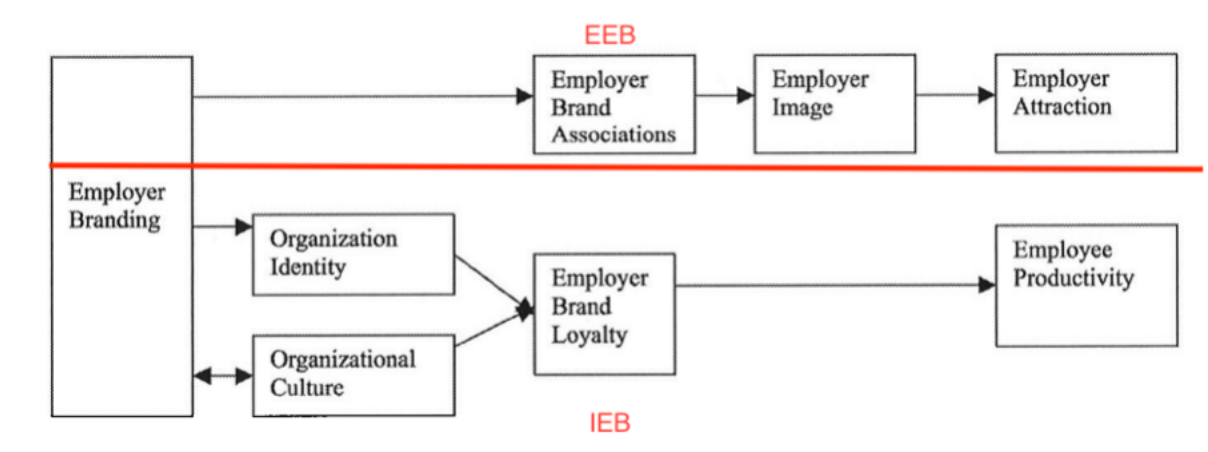 EEB
Employer
Brand
Associations
Employer
Image
Employer
Attraction
Employer
Branding
Organization
Identity
Organizational
Culture
Employer
Brand
Loyalty
Employee
Productivity
IEB